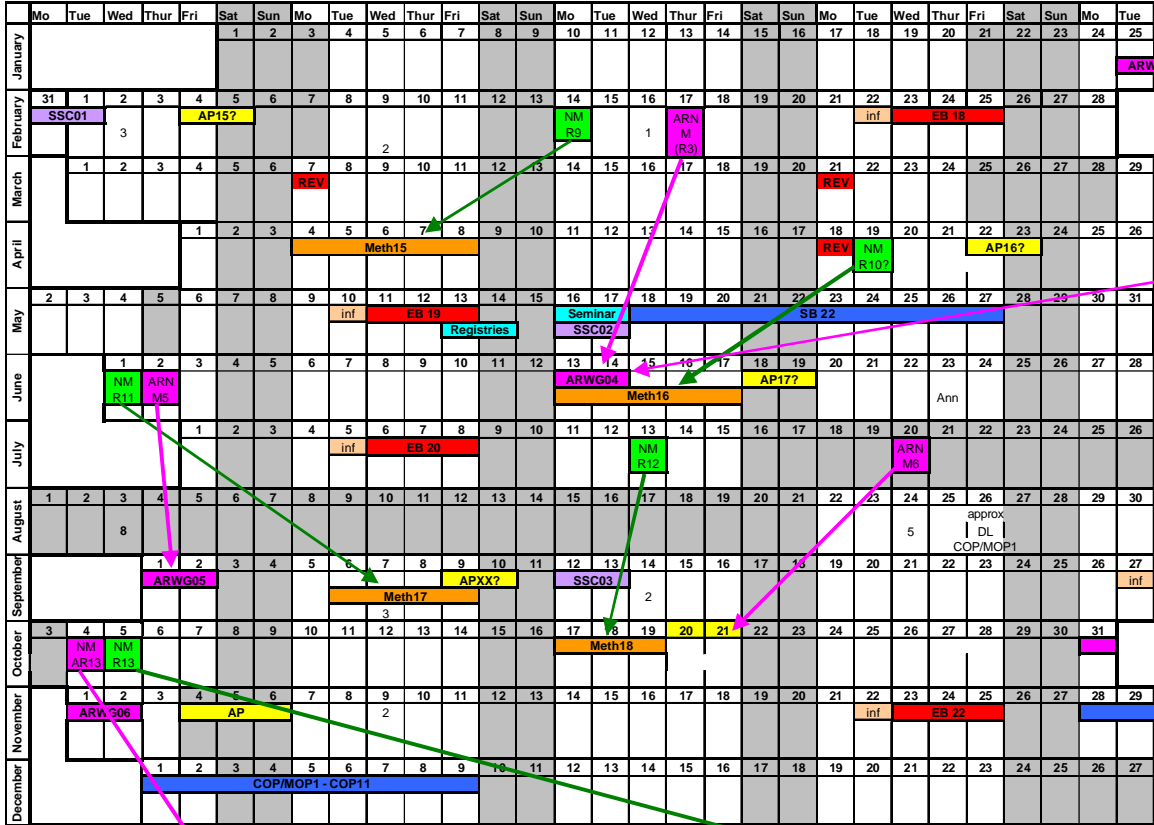 Mo Tue Wed Thur Fri Sat Sun Mo Tue Wed Thur Fri Sat Sun Mo Tue Wed Thur Fri Sat Sun Mo Tue Wed Thur Fri Sat Sun Mo Tue
January
1 2 3 4 5 6 7 8 9 10 11 12 13 14 15 16 17 18 19 20 21 22 23 24 25
ARW
February
31 1 2 3 4 5 6 7 8 9 10 11 12 13 14 15 16 17 18 19 20 21 22 23 24 25 26 27 28
SSC01 AP15? NM ARN inf EB 18
3 R9 1 M
2 (R3)
March
1 2 3 4 5 6 7 8 9 10 11 12 13 14 15 16 17 18 19 20 21 22 23 24 25 26 27 28 29
REV REV
April
1 2 3 4 5 6 7 8 9 10 11 12 13 14 15 16 17 18 19 20 21 22 23 24 25 26
Meth15 REV NM AP16?
R10?
May
2 3 4 5 6 7 8 9 10 11 12 13 14 15 16 17 18 19 20 21 22 23 24 25 26 27 28 29 30 31
inf EB 19 Seminar SB 22
Registries SSC02
June
1 2 3 4 5 6 7 8 9 10 11 12 13 14 15 16 17 18 19 20 21 22 23 24 25 26 27 28
NM ARN ARWG04 AP17?
R11 M5 Meth16 Ann
July
1 2 3 4 5 6 7 8 9 10 11 12 13 14 15 16 17 18 19 20 21 22 23 24 25 26
inf EB 20 NM ARN
R12 M6
August
1 2 3 4 5 6 7 8 9 10 11 12 13 14 15 16 17 18 19 20 21 22 23 24 25 26 27 28 29 30
approx
8 5 DL
COP/MOP1
September
1 2 3 4 5 6 7 8 9 10 11 12 13 14 15 16 17 18 19 20 21 22 23 24 25 26 27
ARWG05 APXX? SSC03 inf
Meth17 2
3
October
3 4 5 6 7 8 9 10 11 12 13 14 15 16 17 18 19 20 21 22 23 24 25 26 27 28 29 30 31
NM NM Meth18
AR13 R13
November
1 2 3 4 5 6 7 8 9 10 11 12 13 14 15 16 17 18 19 20 21 22 23 24 25 26 27 28 29
ARWG06 AP 2 inf EB 22
December
1 2 3 4 5 6 7 8 9 10 11 12 13 14 15 16 17 18 19 20 21 22 23 24 25 26 27
COP/MOP1 - COP11